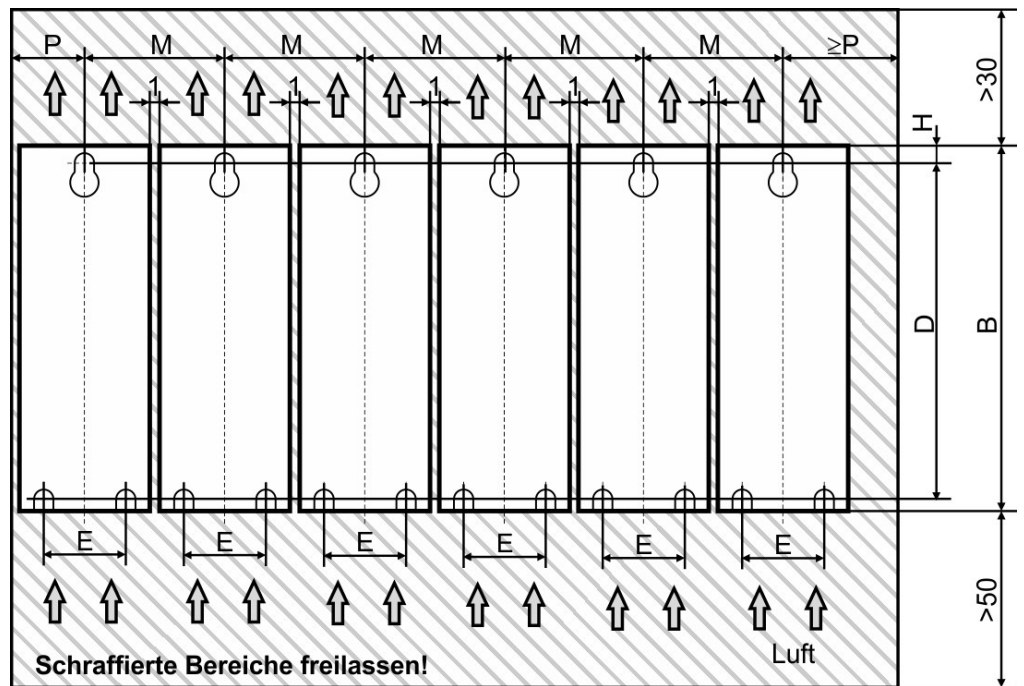 P M M M M M ≥P
1 1 1 1 1
>30
H
D
B
E E E E E E
>50
Luft
Schraffierte Bereiche freilassen!